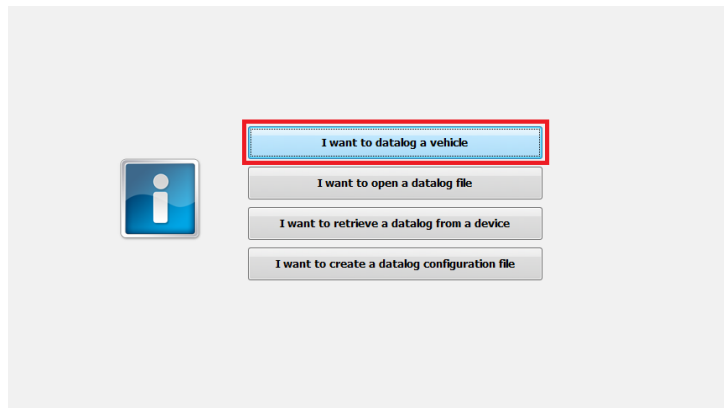 I want to datalog a vehicle
I want to open a datalog file
I want to retrieve a datalog from a device
I want to create a datalog configuration file